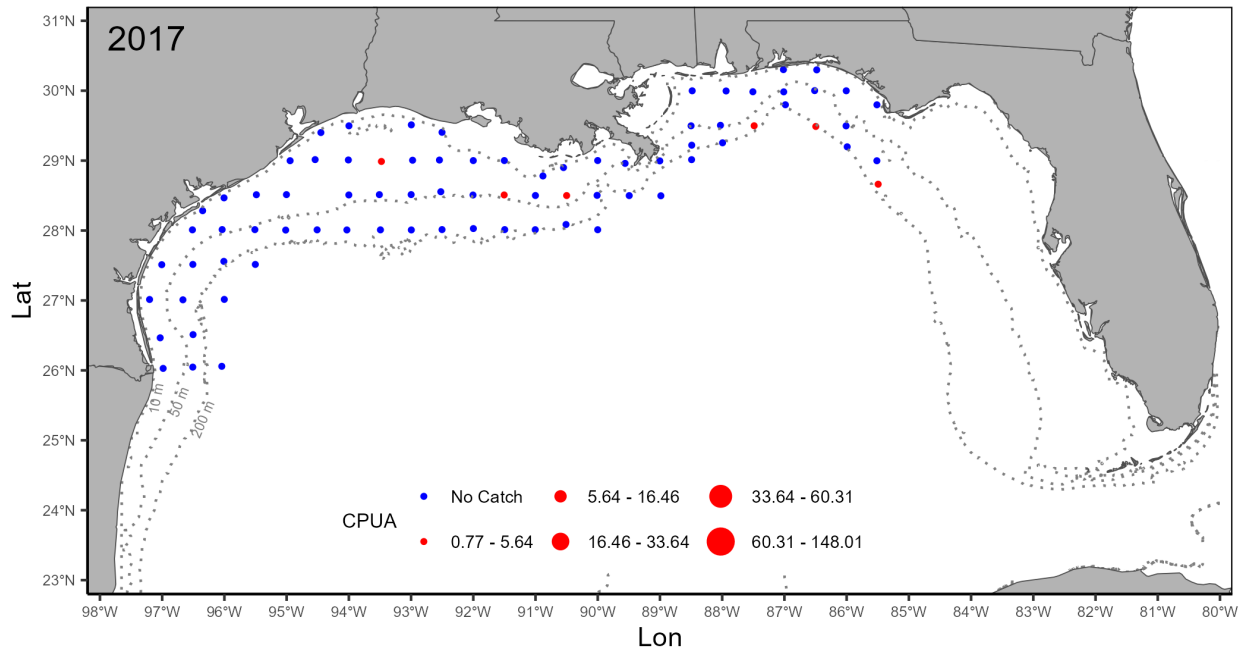 2017
31°N
30°N
29°N
28°N
27°N
26°N
25°N
24°N
23°N
Lat
10 m
50 m
200 m
CPUA
No Catch
5.64 - 16.46
33.64 - 60.31
0.77 - 5.64
16.46 - 33.64
60.31 - 148.01
98°W 97°W 96°W 95°W 94°W 93°W 92°W 91°W 90°W 89°W 88°W 87°W 86°W 85°W 84°W 83°W 82°W 81°W 80°W
Lon